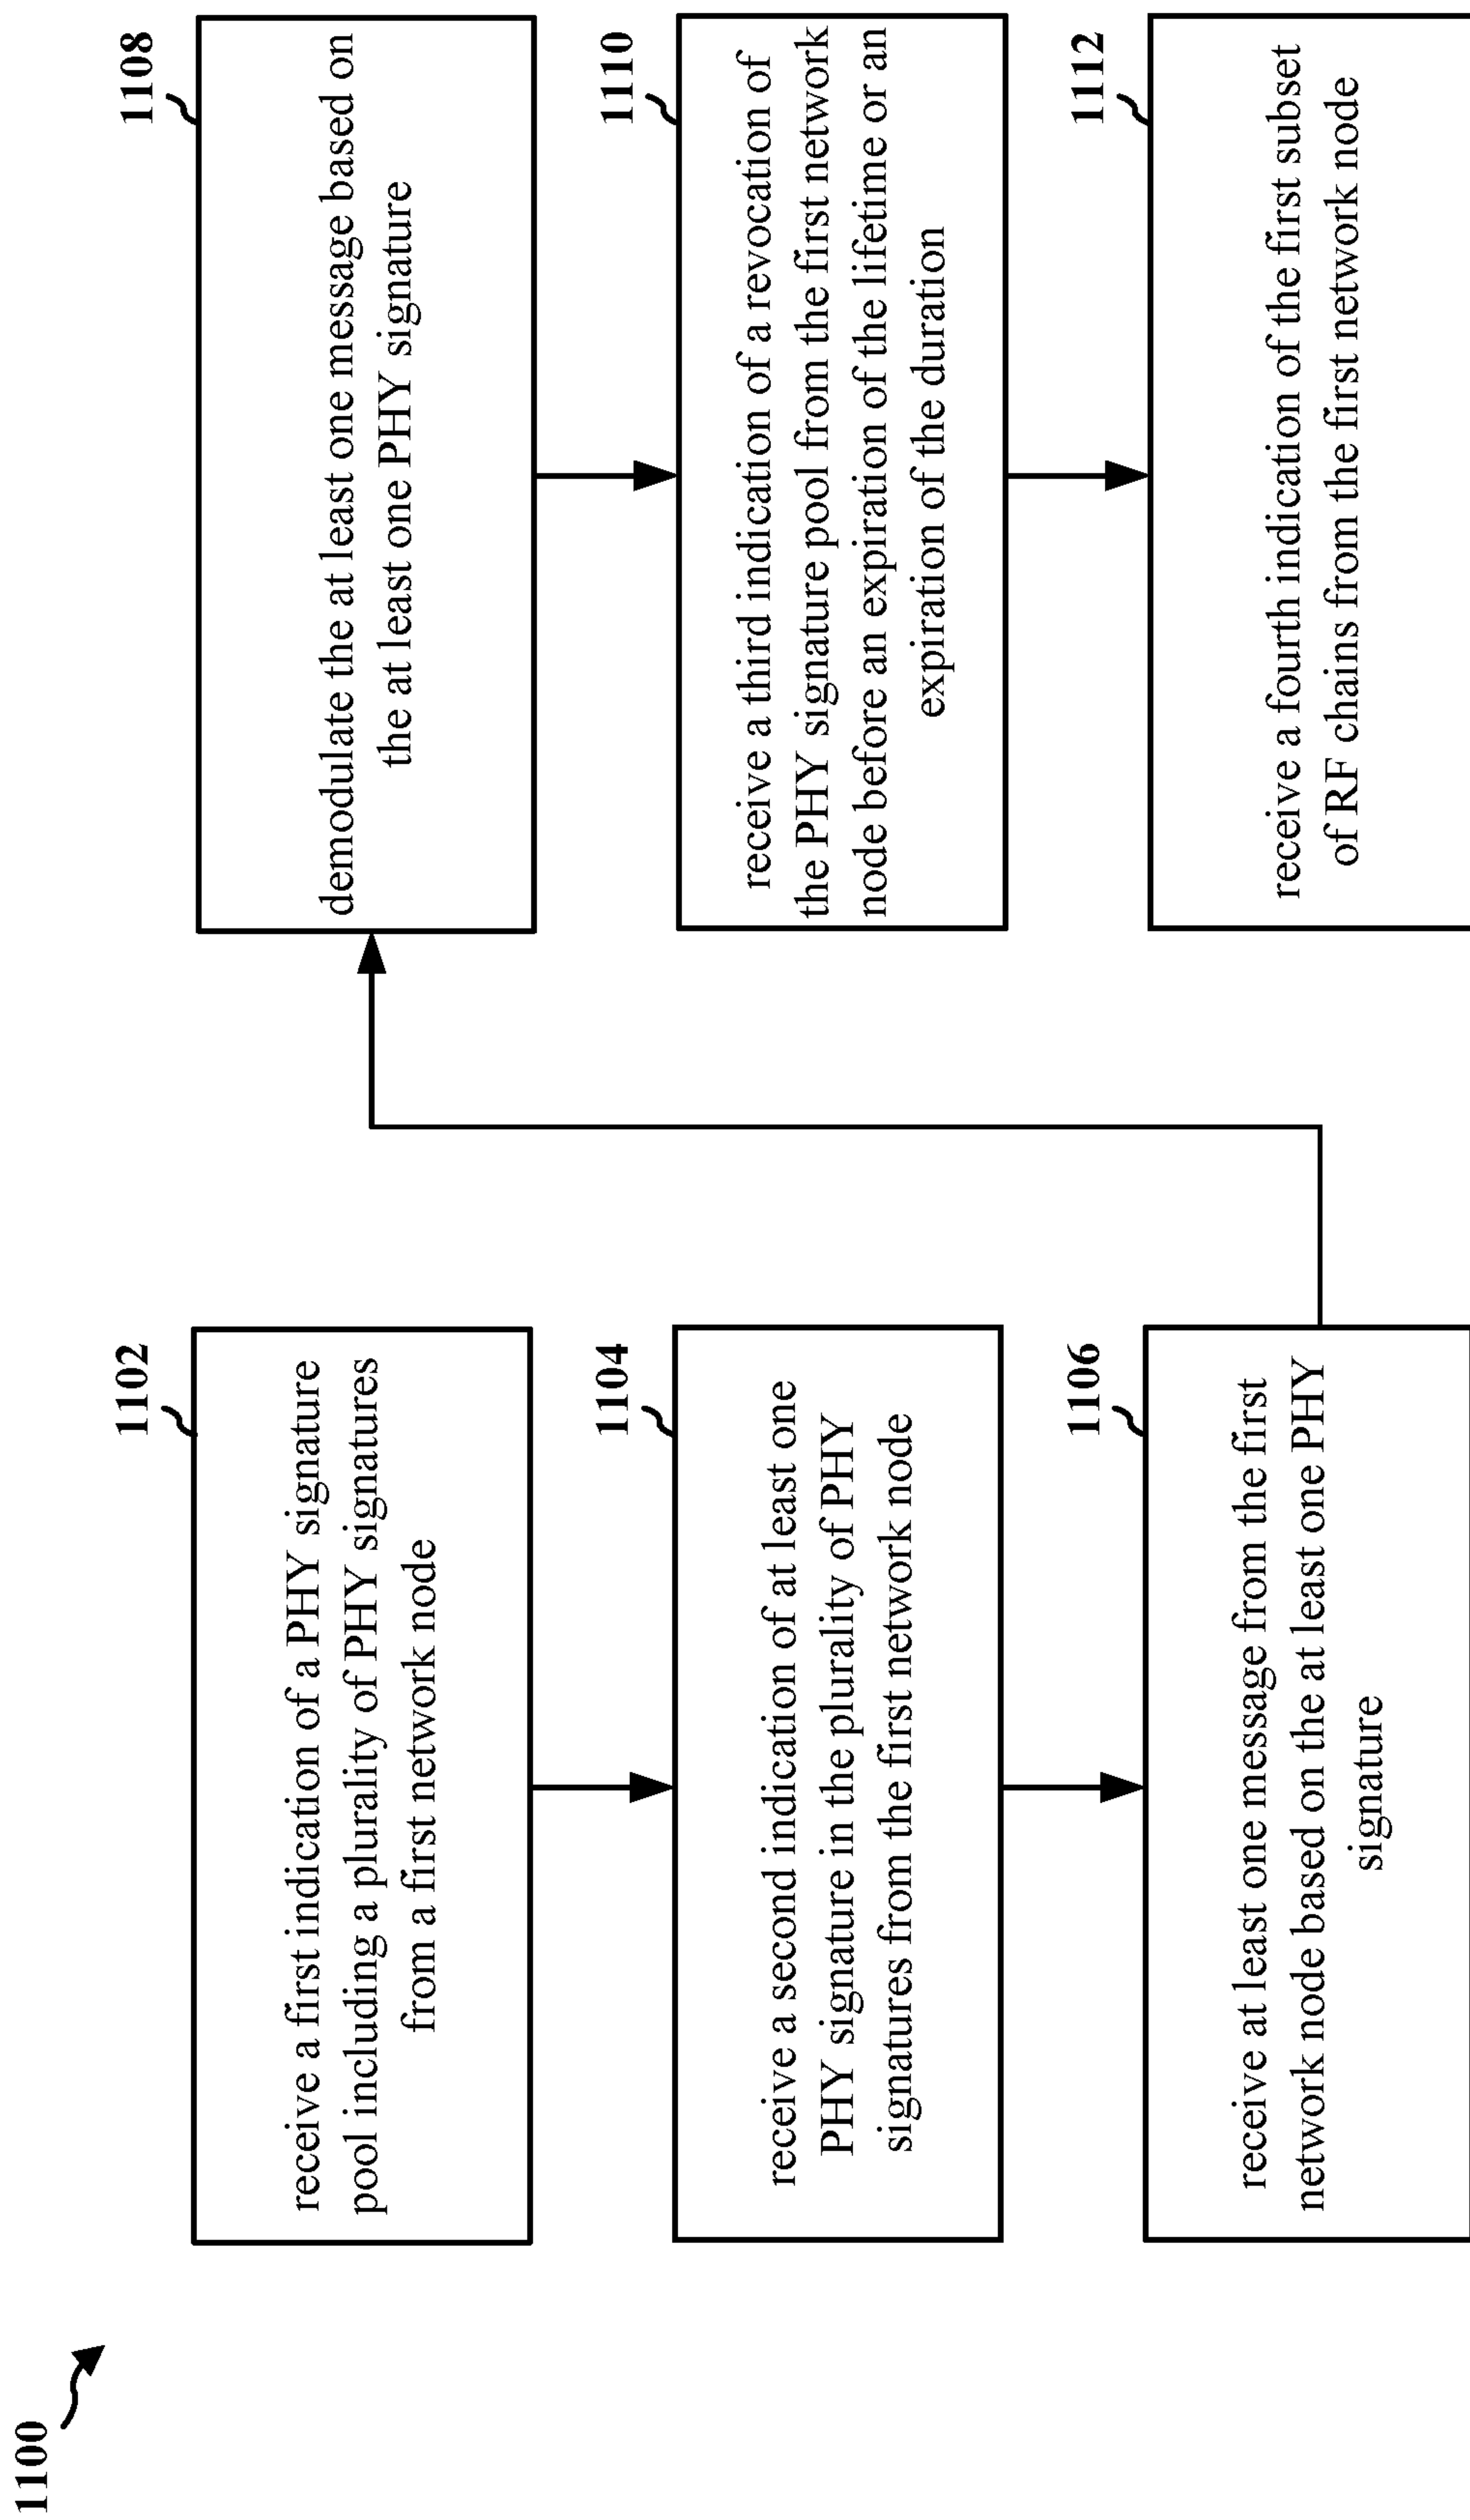 1100
1102
receive a first indication of a PHY signature
pool including a plurality of PHY signatures
from a first network node
1104
receive a second indication of at least one
PHY signature in the plurality of PHY
signatures from the first network node
1106
receive at least one message from the first
network node based on the at least one PHY
signature
1108
demodulate the at least one message based on
the at least one PHY signature
1110
receive a third indication of a revocation of
the PHY signature pool from the first network
node before an expiration of the lifetime or an
expiration of the duration
1112
receive a fourth indication of the first subset
of RF chains from the first network node